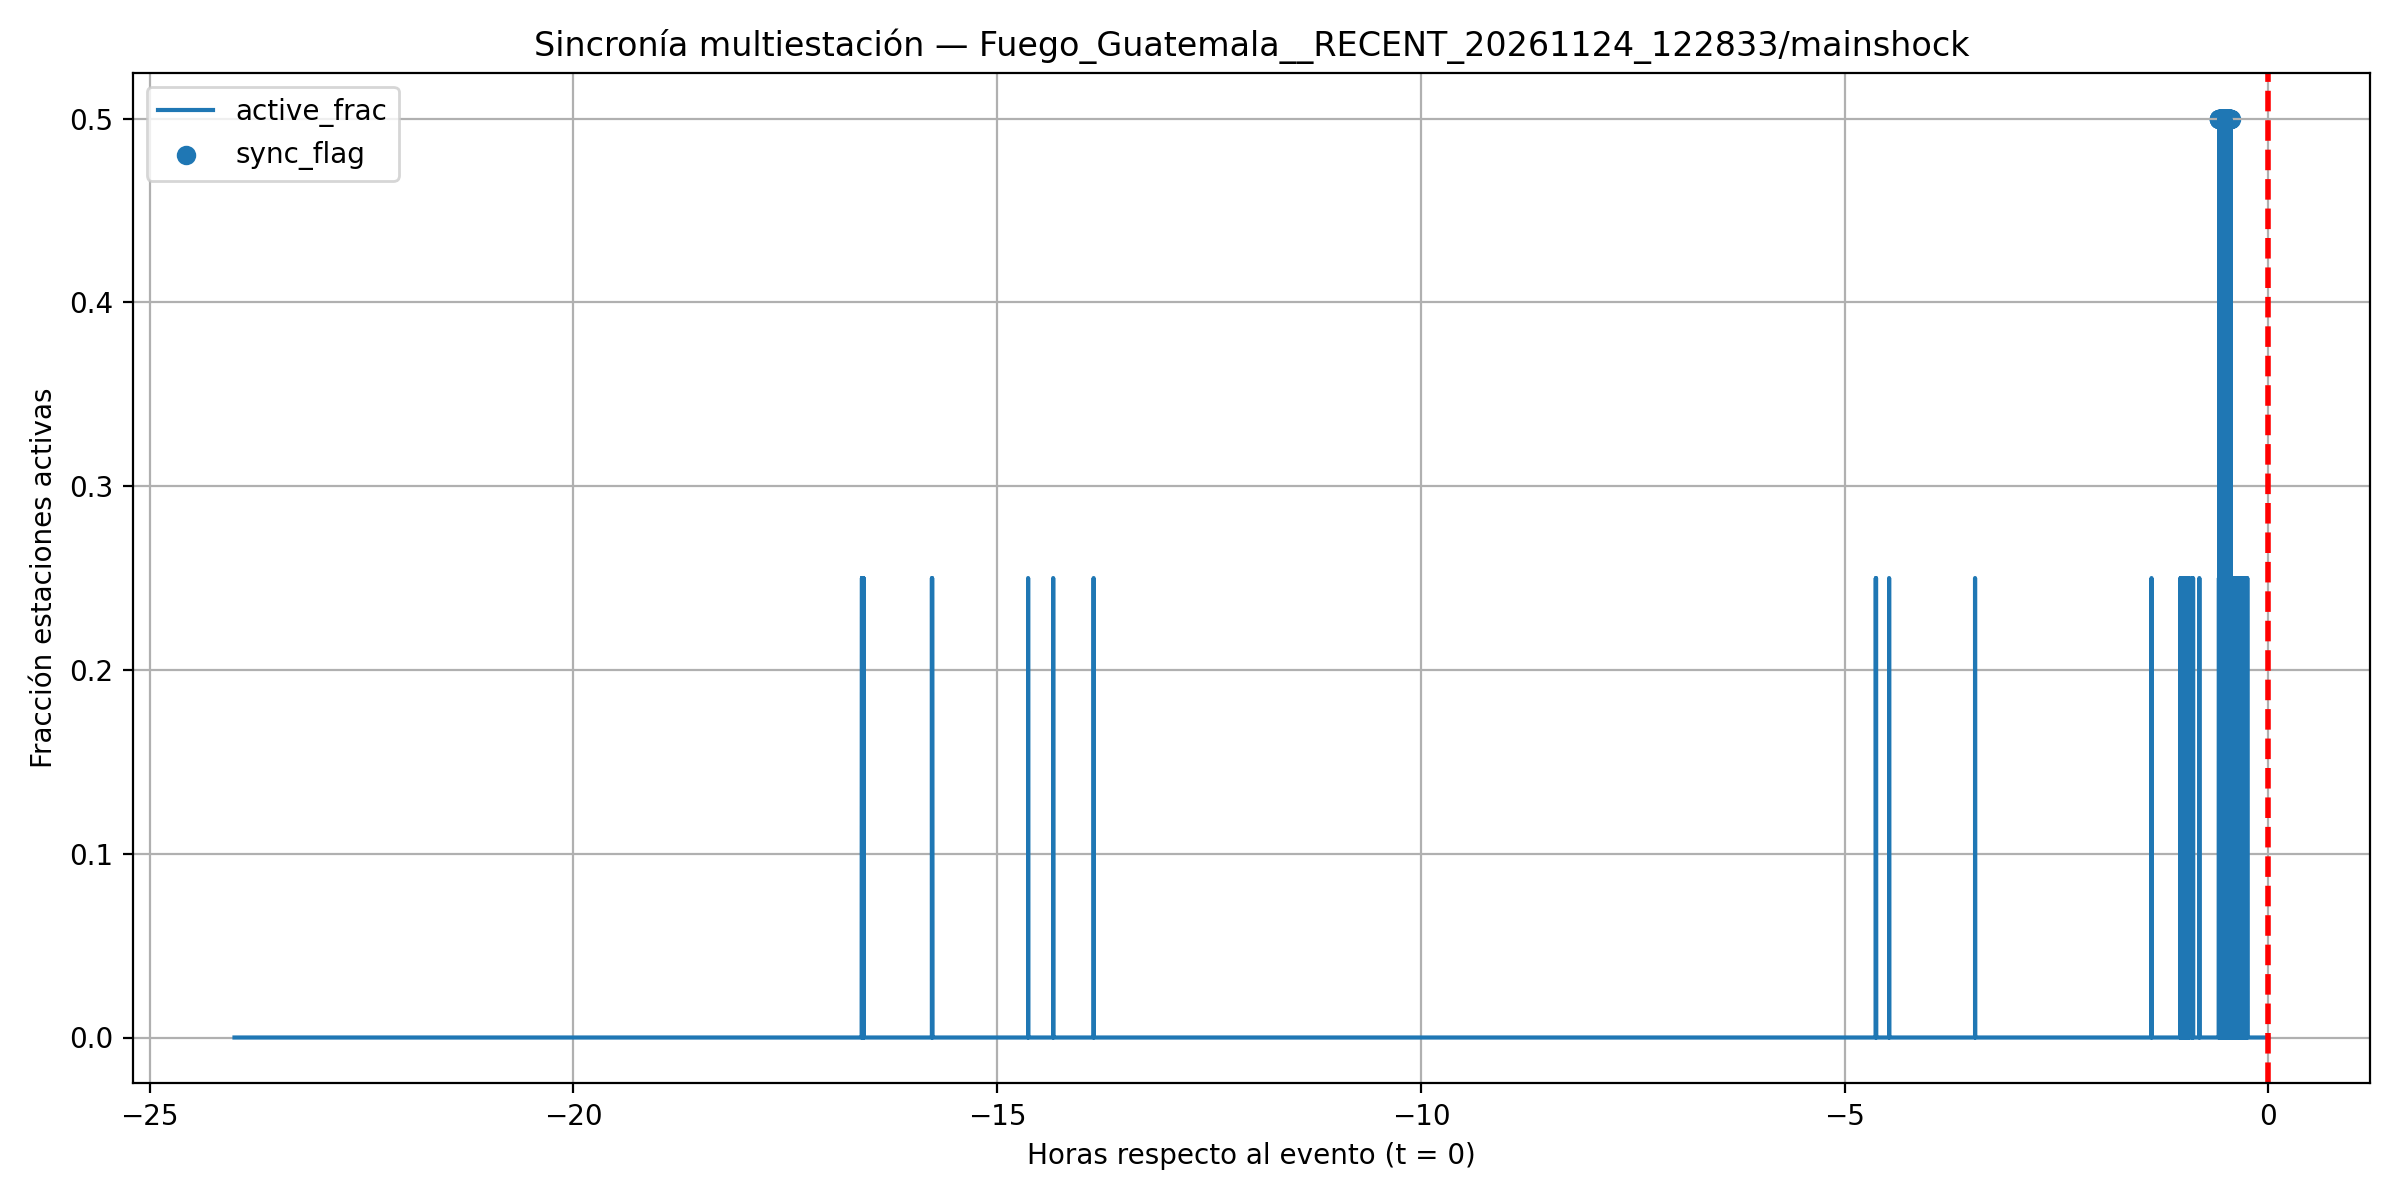 Sincronía multiestación — Fuego_Guatemala__RECENT_20261124_122833/mainshock
active_frac
sync_flag
Fracción estaciones activas
0.5
0.4
0.3
0.2
0.1
0.0
−25
−20
−15
−10
−5
0
Horas respecto al evento (t = 0)